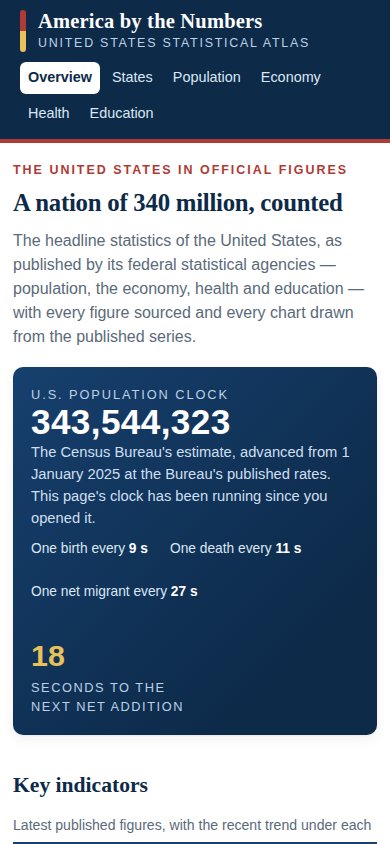 America by the Numbers
UNITED STATES STATISTICAL ATLAS
Overview States Population Economy
Health Education
THE UNITED STATES IN OFFICIAL FIGURES
A nation of 340 million, counted
The headline statistics of the United States, as
published by its federal statistical agencies —
population, the economy, health and education —
with every figure sourced and every chart drawn
from the published series.
U.S. POPULATION CLOCK
343,544,323
The Census Bureau's estimate, advanced from 1
January 2025 at the Bureau's published rates.
This page's clock has been running since you
opened it.
One birth every 9 s One death every 11 s
One net migrant every 27 s
18
SECONDS TO THE
NEXT NET ADDITION
Key indicators
Latest published figures, with the recent trend under each